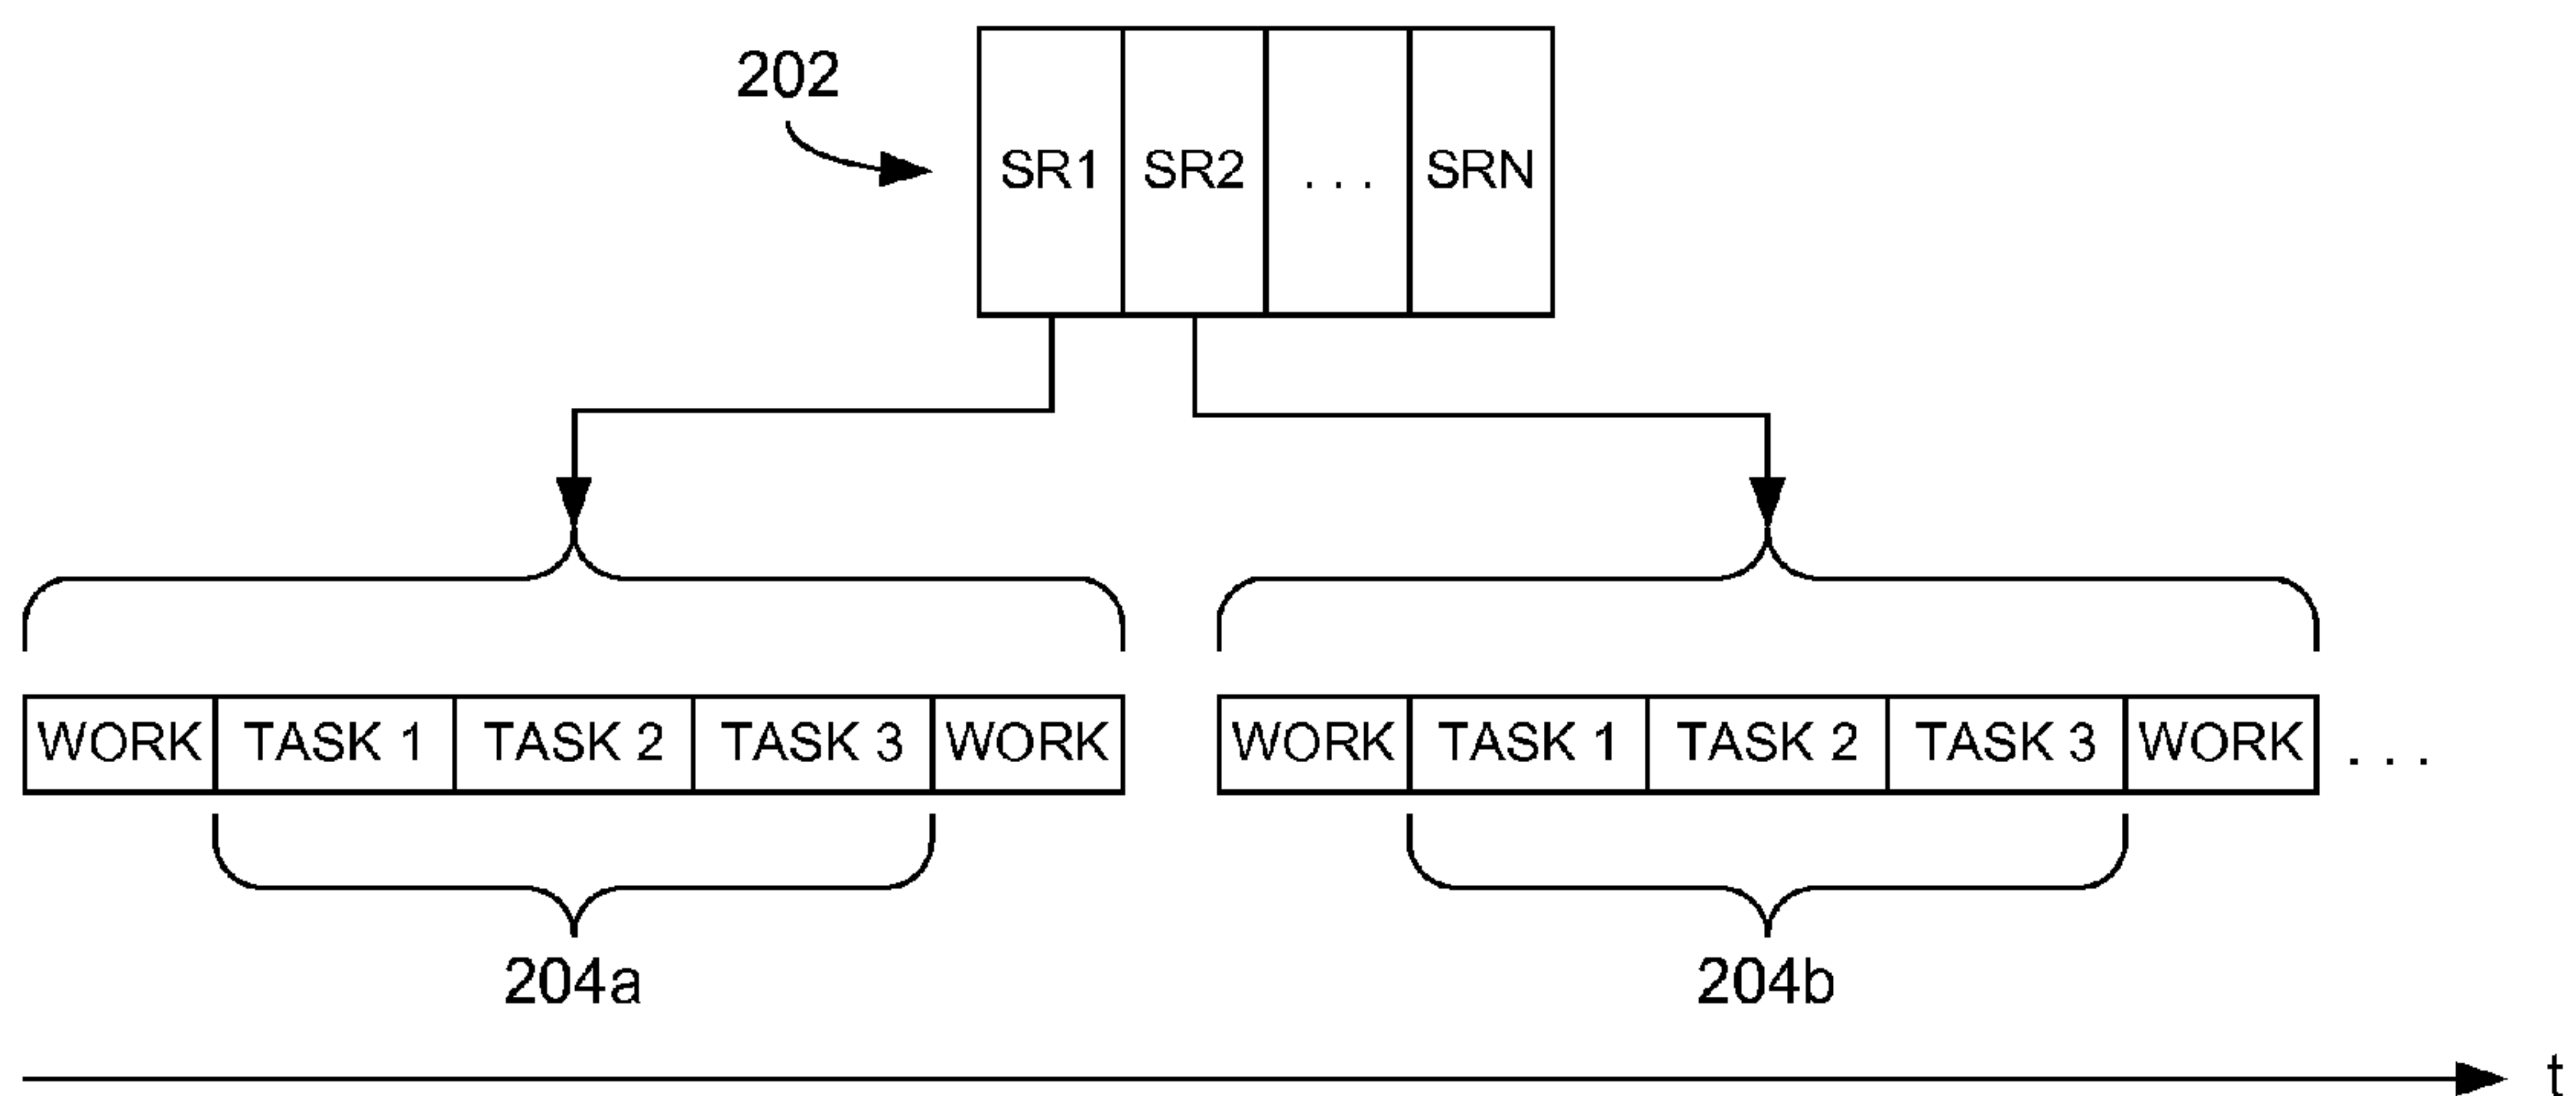 202
SR1 SR2 . . . SRN
WORK TASK 1 TASK 2 TASK 3 WORK WORK TASK 1 TASK 2 TASK 3 WORK . . .
204a 204b
t